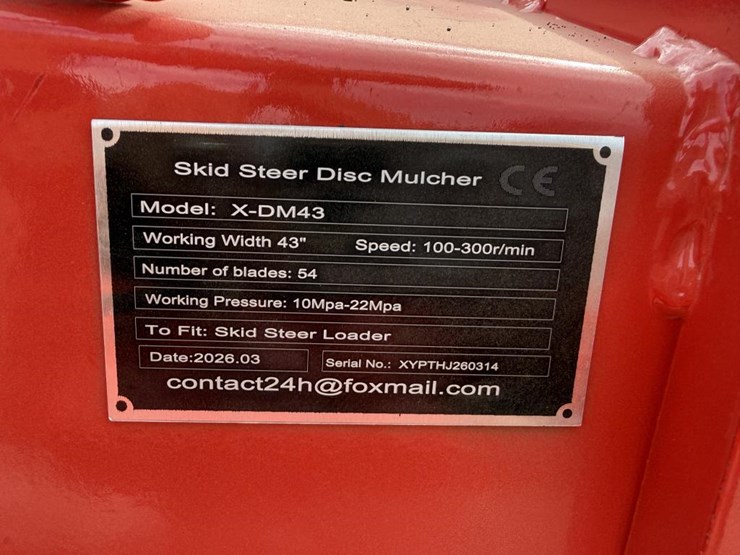 Skid Steer Disc Mulcher CE
Model: X-DM43
Working Width 43" Speed: 100-300r/min
Number of blades: 54
Working Pressure: 10Mpa-22Mpa
To Fit: Skid Steer Loader
Date:2026.03 Serial No.: XYPTHJ260314
contact24h@foxmail.com